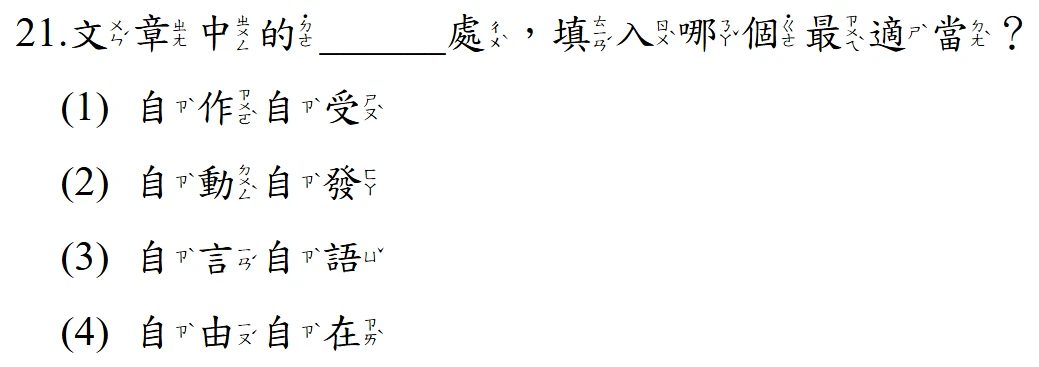 21.文章中的______處，填入哪個最適當？
(1) 自作自受
(2) 自動自發
(3) 自言自語
(4) 自由自在